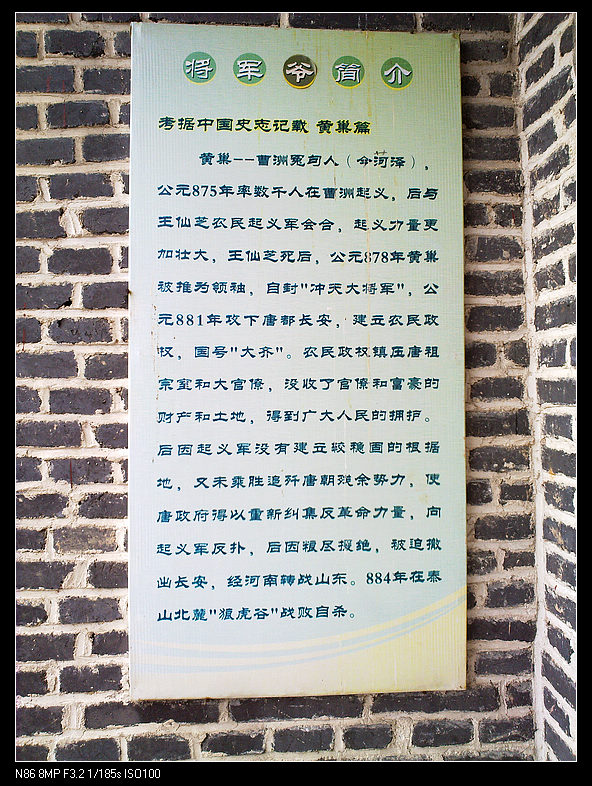 将军爷简介
考据中国史志记载 黄巢篇
黄巢--曹洲冤句人（今河泽），
公元875年率数千人在曹洲起义，后与
王仙芝农民起义军会合，起义力量更
加壮大，王仙芝死后，公元878年黄巢
被推为领袖，自封"冲天大将军"，公
元881年攻下唐都长安，建立农民政
权，国号"大齐"。农民政权镇压唐祖
宗室和大官僚，没收了官僚和富豪的
财产和土地，得到广大人民的拥护。
后因起义军没有建立较稳固的根据
地，又未乘胜追歼唐朝残余势力，使
唐政府得以重新纠集反革命力量，向
起义军反扑，后因粮尽援绝，被迫撤
出长安，经河南转战山东。884年在泰
山北麓"狼虎谷"战败自杀。
N86 8MP F3.2 1/185s ISO100